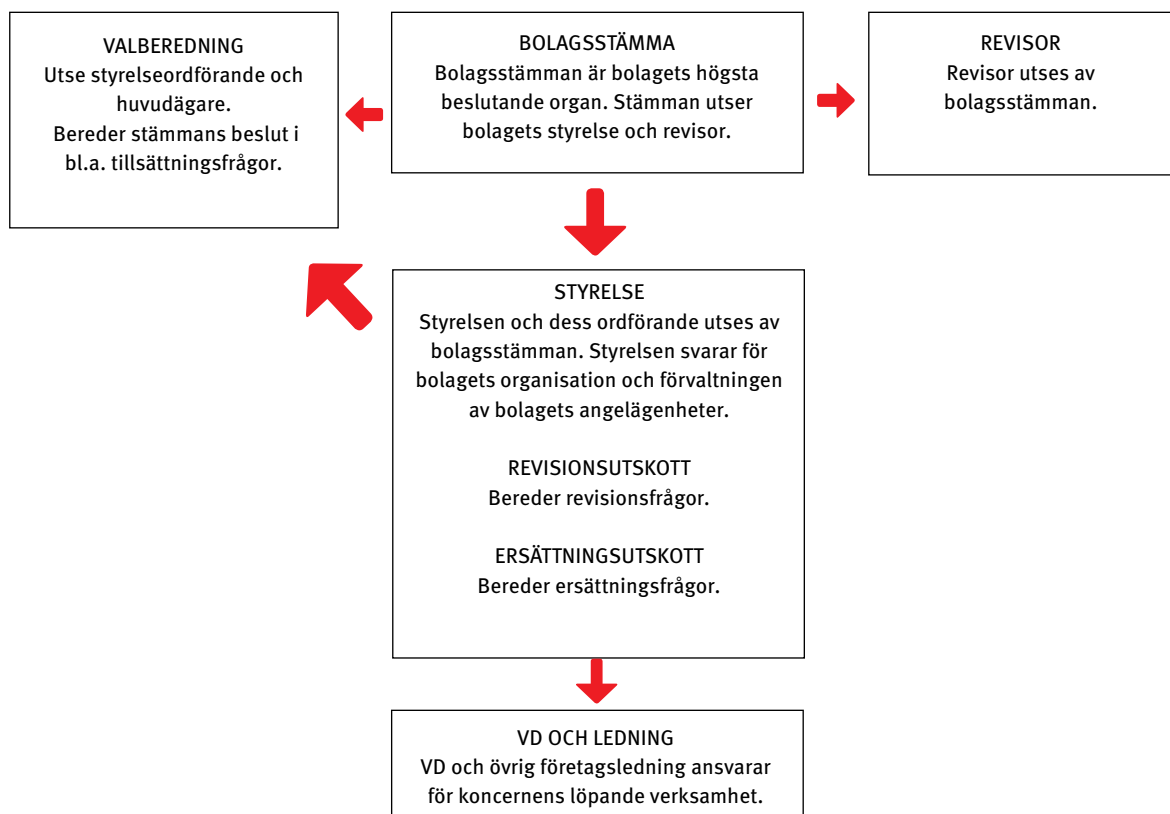 VALBEREDNING
Utse styrelseordförande och
huvudägare.
Bereder stämmans beslut i
bl.a. tillsättningsfrågor.
BOLAGSSTÄMMA
Bolagsstämman är bolagets högsta
beslutande organ. Stämman utser
bolagets styrelse och revisor.
REVISOR
Revisor utses av
bolagsstämman.
STYRELSE
Styrelsen och dess ordförande utses av
bolagsstämman. Styrelsen svarar för
bolagets organisation och förvaltningen
av bolagets angelägenheter.
REVISIONSUTSKOTT
Bereder revisionsfrågor.
ERSÄTTNINGSUTSKOTT
Bereder ersättningsfrågor.
VD OCH LEDNING
VD och övrig företagsledning ansvarar
för koncernens löpande verksamhet.